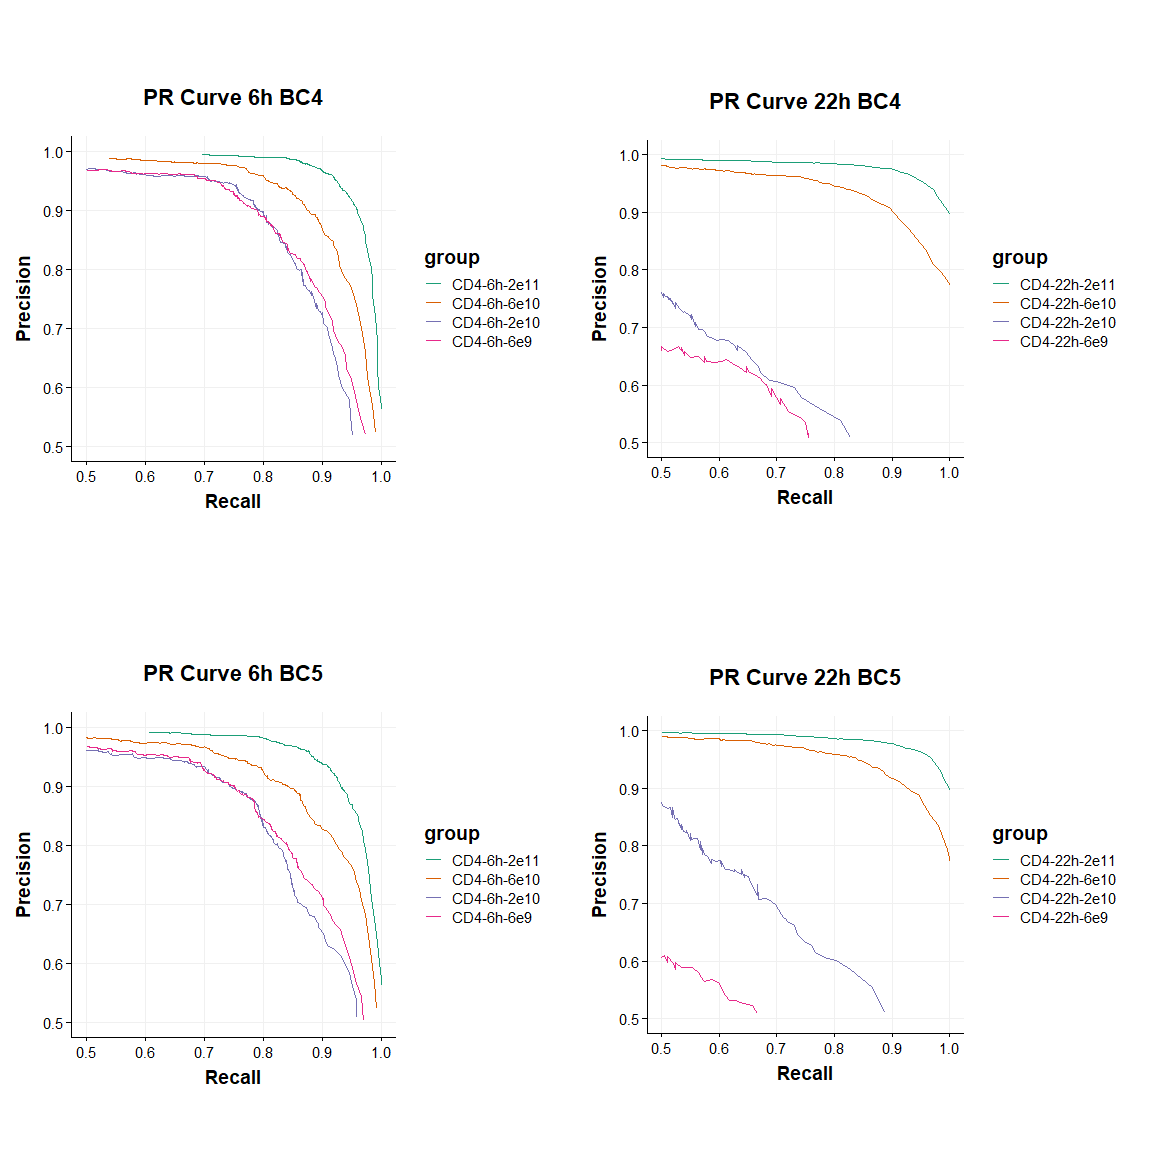 PR Curve 6h BC4
1.0
0.9
0.8
0.7
0.6
0.5
Precision
0.5 0.6 0.7 0.8 0.9 1.0
Recall
group
CD4-6h-2e11
CD4-6h-6e10
CD4-6h-2e10
CD4-6h-6e9
PR Curve 22h BC4
1.0
0.9
0.8
0.7
0.6
0.5
Precision
0.5 0.6 0.7 0.8 0.9 1.0
Recall
group
CD4-22h-2e11
CD4-22h-6e10
CD4-22h-2e10
CD4-22h-6e9
PR Curve 6h BC5
1.0
0.9
0.8
0.7
0.6
0.5
Precision
0.5 0.6 0.7 0.8 0.9 1.0
Recall
group
CD4-6h-2e11
CD4-6h-6e10
CD4-6h-2e10
CD4-6h-6e9
PR Curve 22h BC5
1.0
0.9
0.8
0.7
0.6
0.5
Precision
0.5 0.6 0.7 0.8 0.9 1.0
Recall
group
CD4-22h-2e11
CD4-22h-6e10
CD4-22h-2e10
CD4-22h-6e9